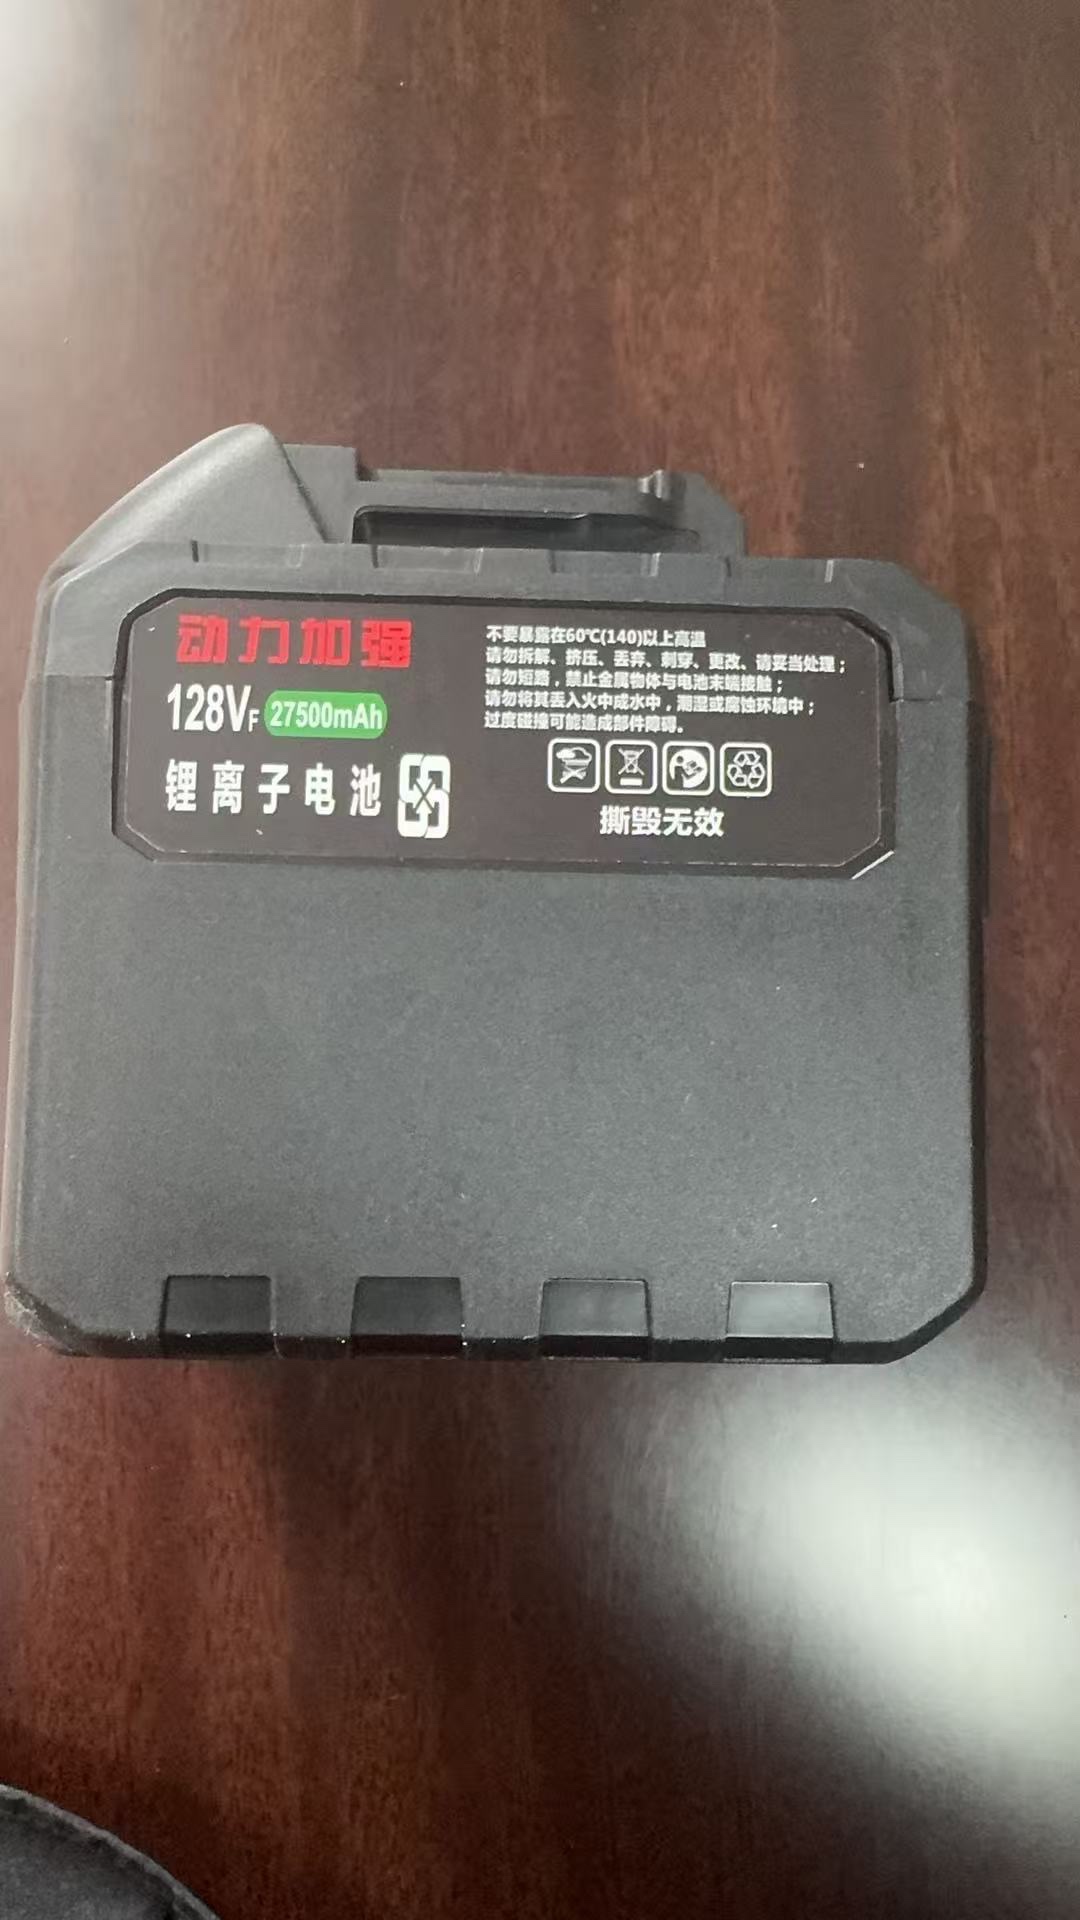 动力加强
128VF 27500mAh
锂离子电池
不要暴露在60℃(140)以上高温
请勿拆解、挤压、丢弃、刺穿、更改、请妥当处理；
请勿短路，禁止金属物体与电池末端接触；
请勿将其丢入火中成水中，潮湿或腐蚀环境中；
过度碰撞可能造成部件障碍。
撕毁无效